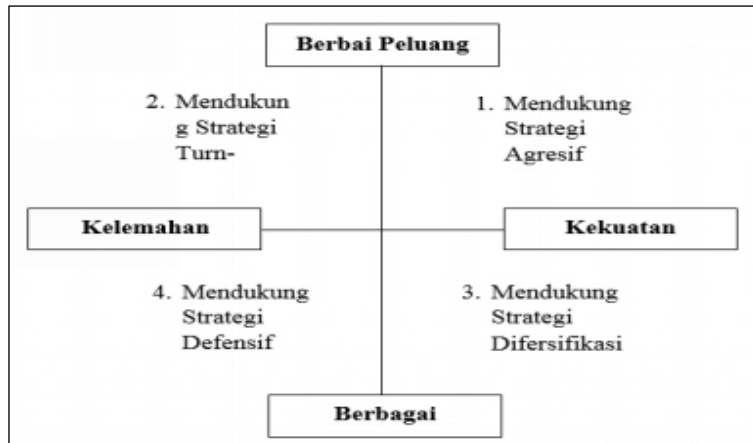 Berbai Peluang
2. Mendukun
g Strategi
Turn-
1. Mendukung
Strategi
Agresif
Kelemahan
Kekuatan
4. Mendukung
Strategi
Defensif
3. Mendukung
Strategi
Difersifikasi
Berbagai